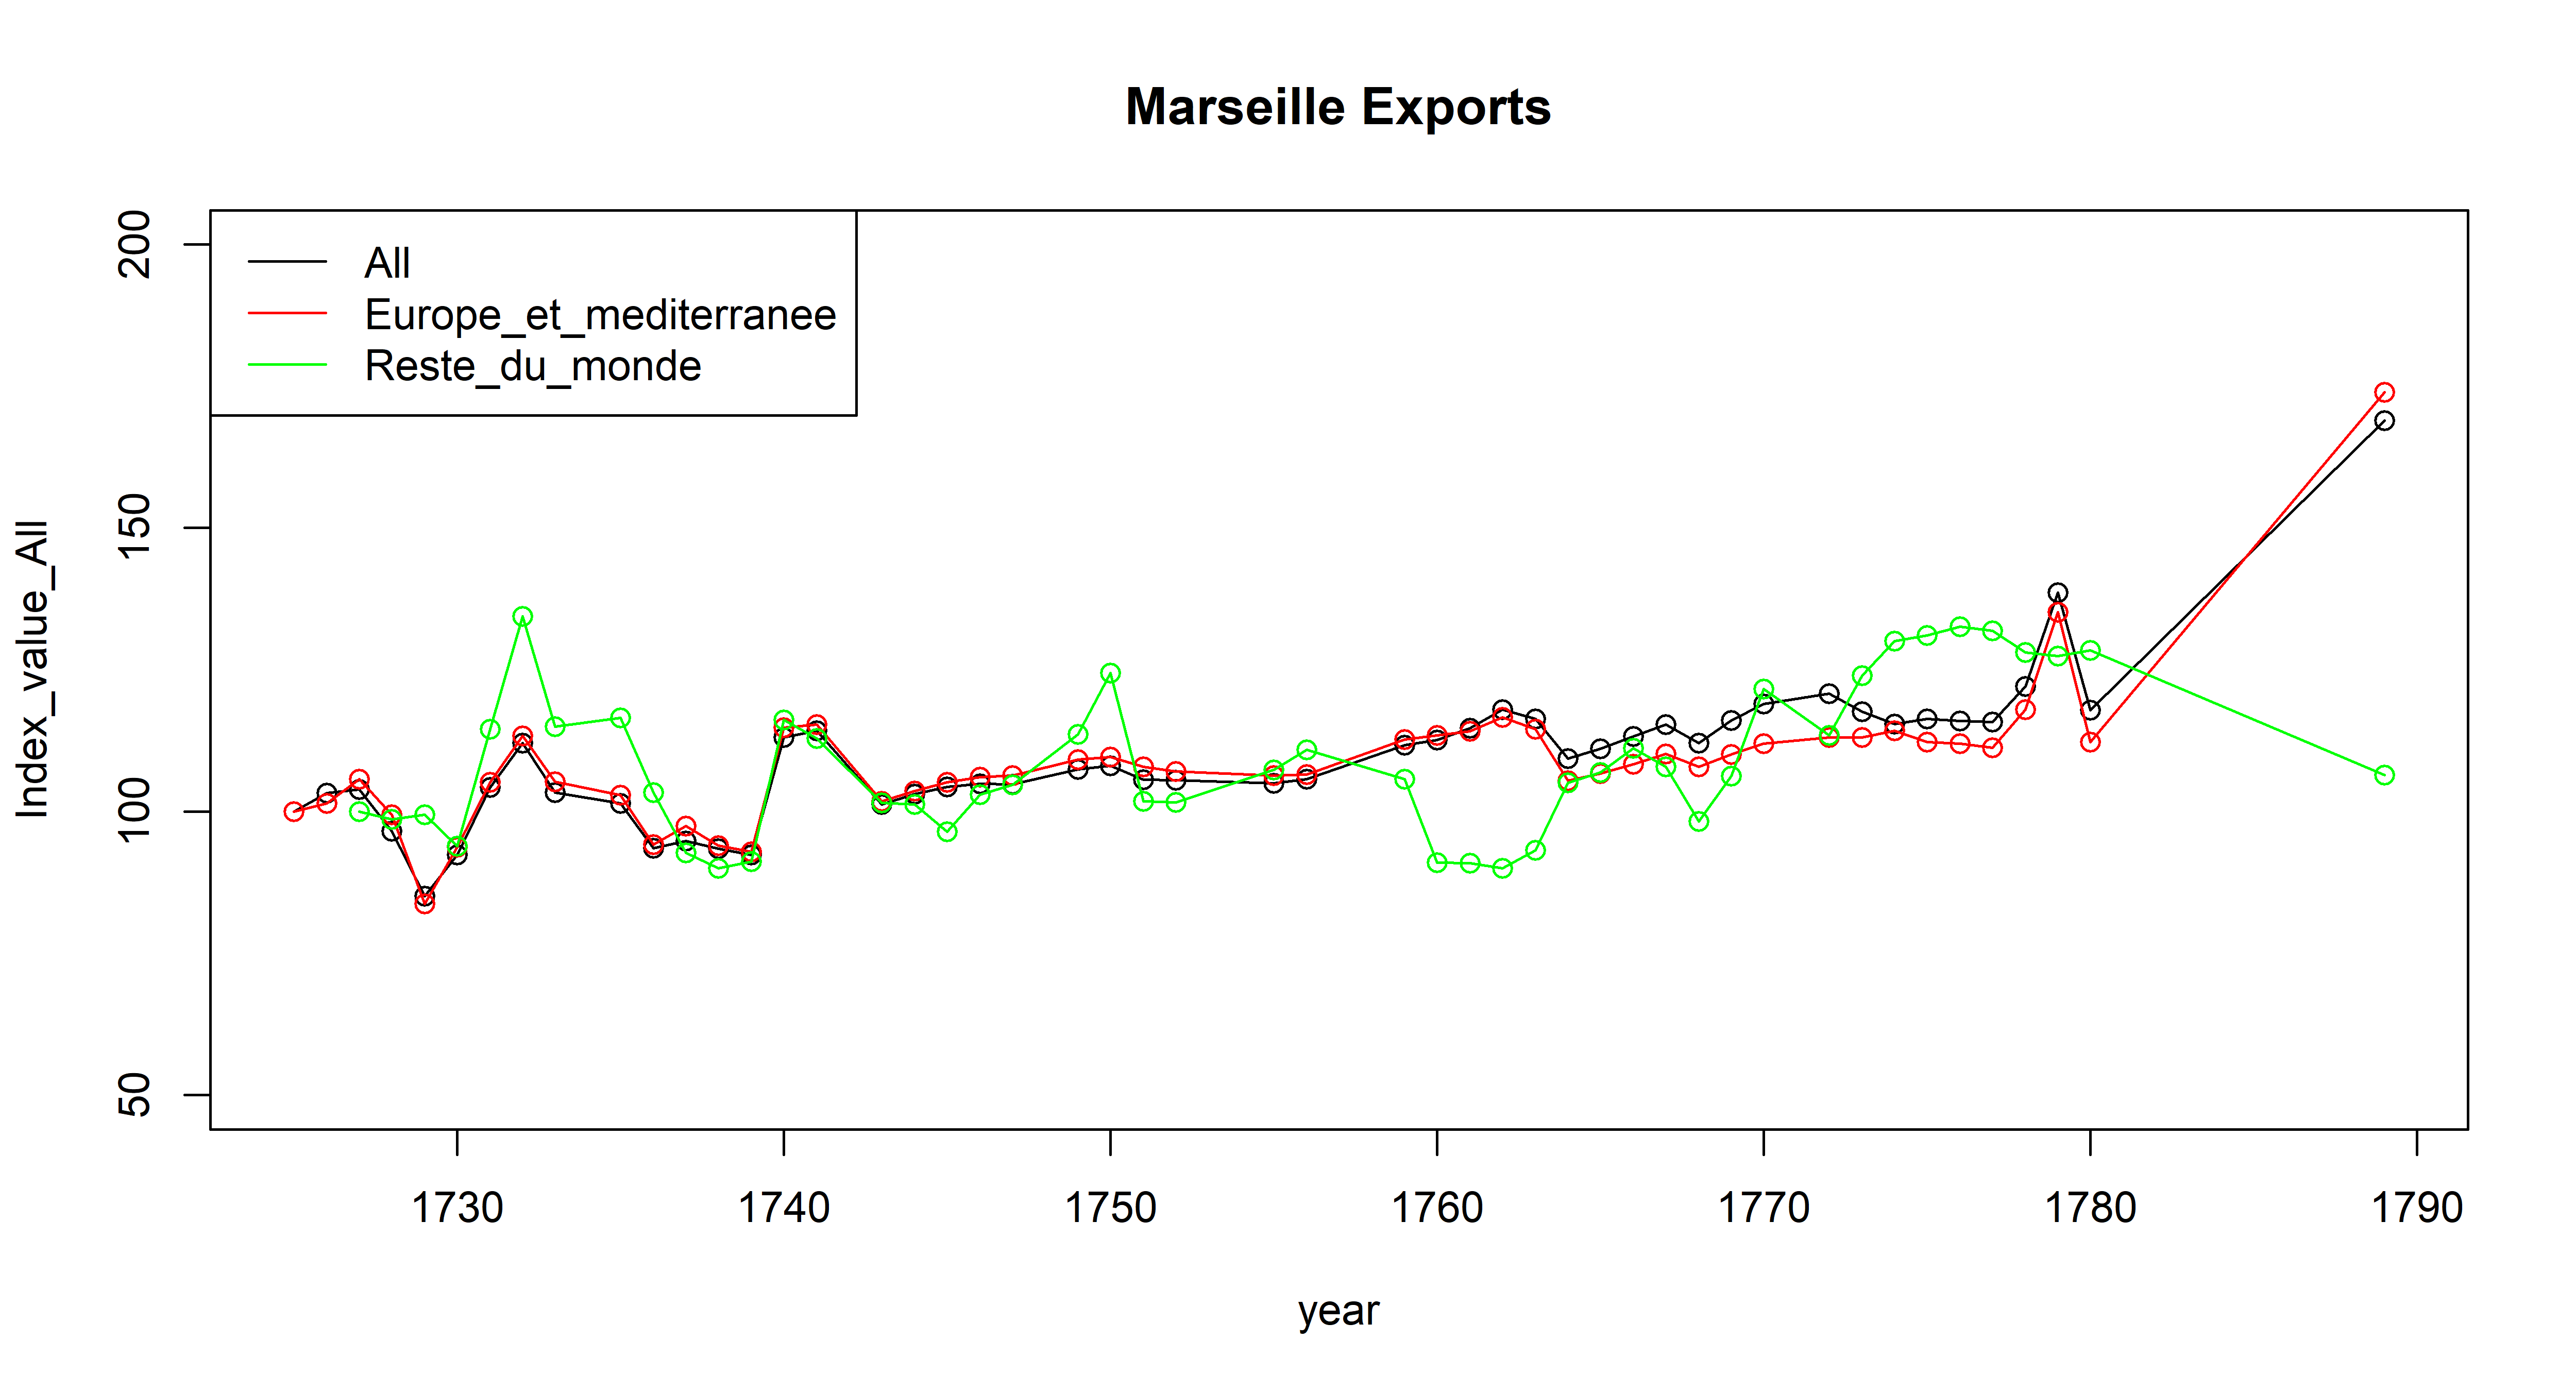 Marseille Exports
All
Europe_et_mediterranee
Reste_du_monde
Index_value_All
200
150
100
50
1730 1740 1750 1760 1770 1780 1790
year